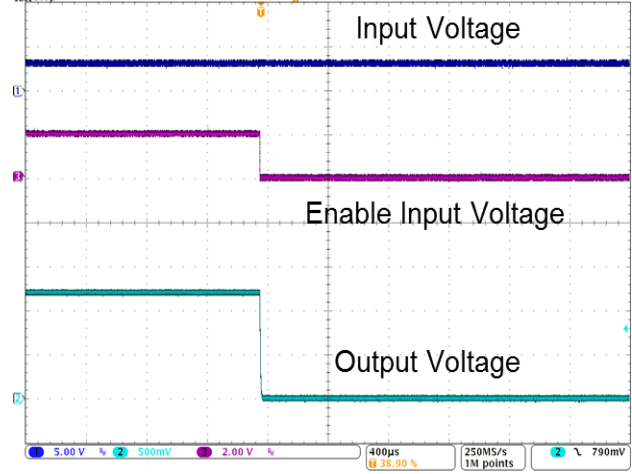 Input Voltage
1
3
Enable Input Voltage
Output Voltage
2
1 5.00 V 2 500mV 3 2.00 V 400µs 250MS/s 2 790mV
38.90 % 1M points